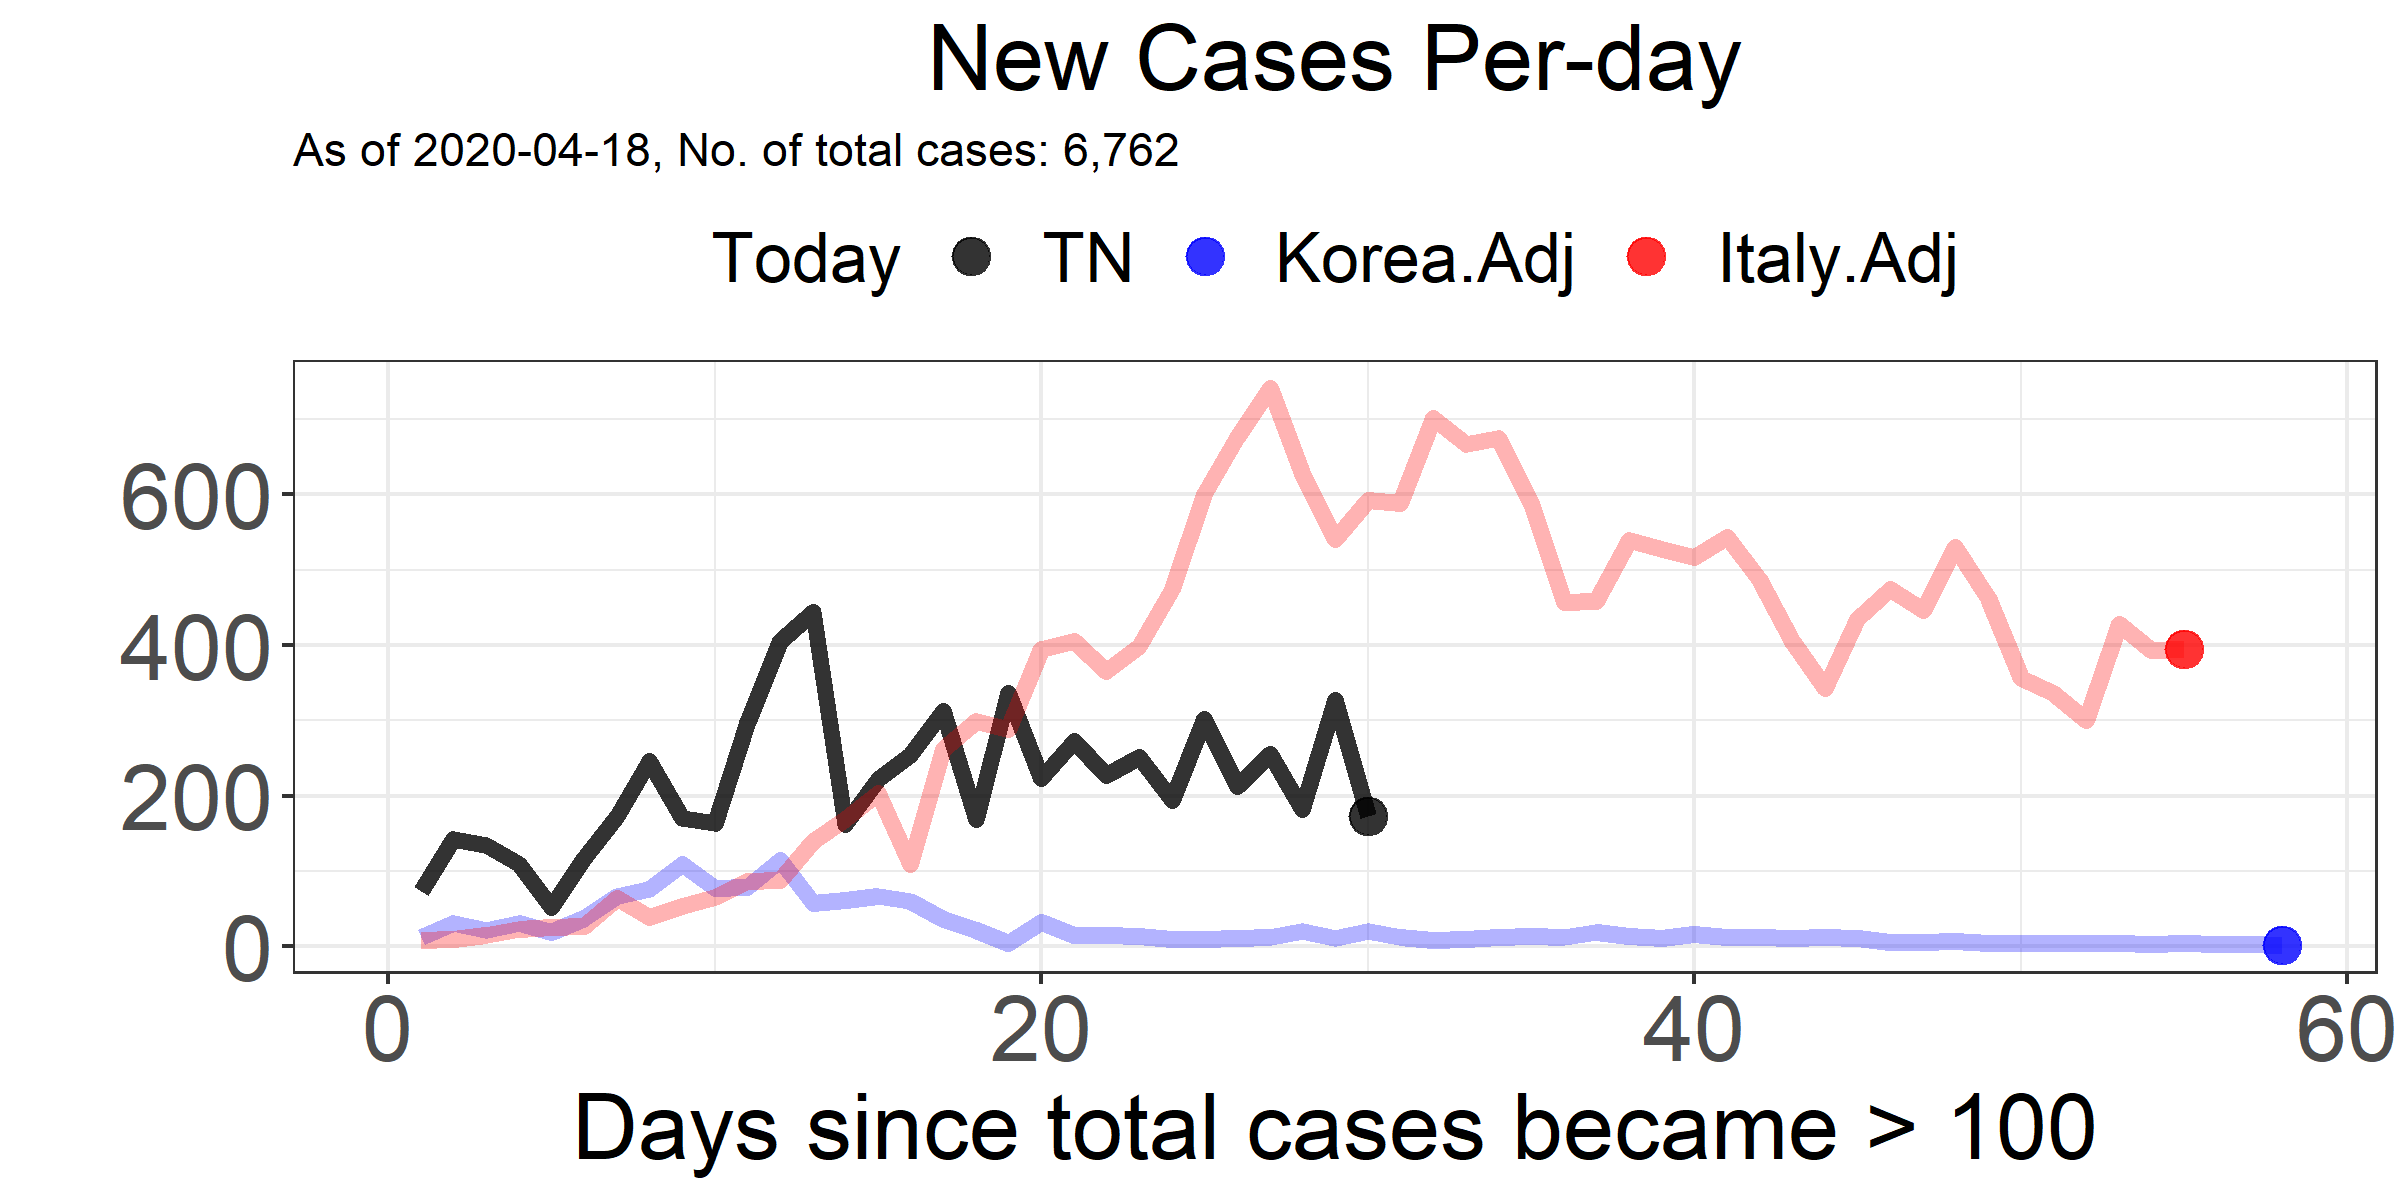 New Cases Per-day
As of 2020-04-18, No. of total cases: 6,762
Today TN Korea.Adj Italy.Adj
600
400
200
0
0 20 40 60
Days since total cases became > 100